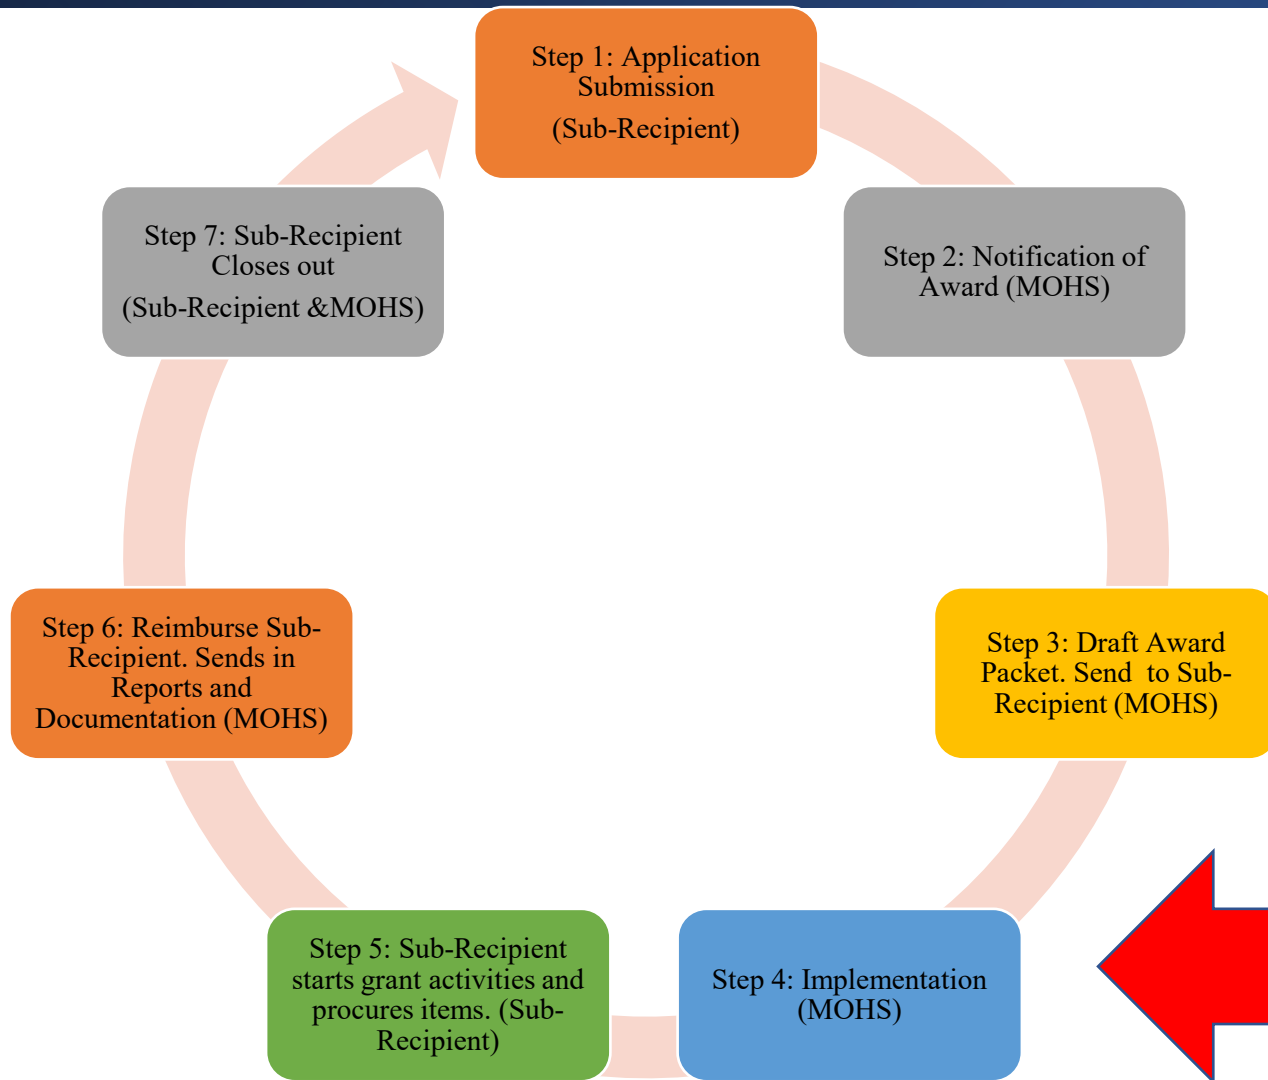 Step 1: Application
Submission
(Sub-Recipient)
Step 2: Notification of
Award (MOHS)
Step 3: Draft Award
Packet. Send  to Sub-
Recipient (MOHS)
Step 4: Implementation
(MOHS)
Step 5: Sub-Recipient
starts grant activities and
procures items. (Sub-
Recipient)
Step 6: Reimburse Sub-
Recipient. Sends in
Reports and
Documentation (MOHS)
Step 7: Sub-Recipient
Closes out
(Sub-Recipient &MOHS)